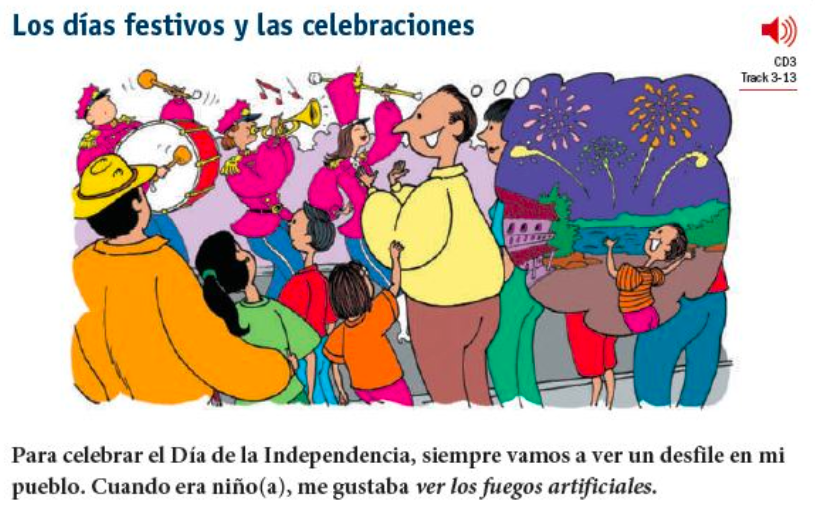 Los días festivos y las celebraciones
CD3
Track 3-13
Para celebrar el Día de la Independencia, siempre vamos a ver un desfile en mi
pueblo. Cuando era niño(a), me gustaba ver los fuegos artificiales.